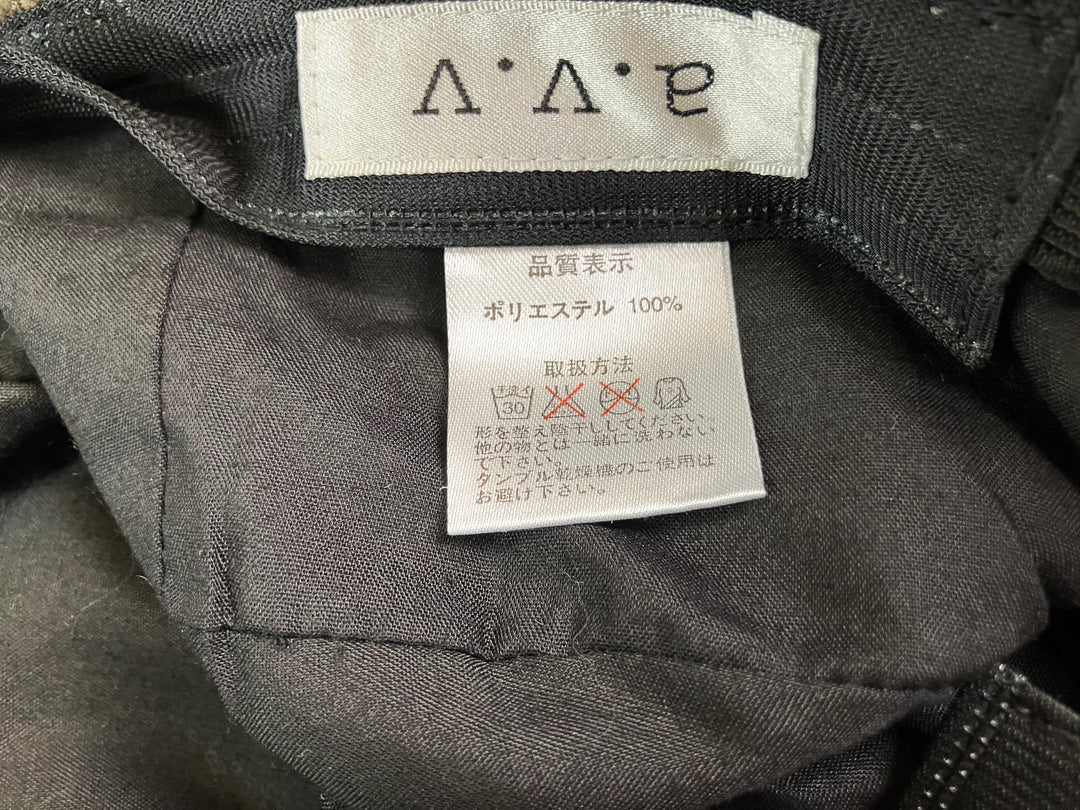 a.v.v
品質表示
ポリエステル 100%
取扱方法
手洗イ
30
形を整え陰干ししてください。
他の物とは一緒に洗わない
で下さい。
タンブル乾燥機のご使用は
お避け下さい。